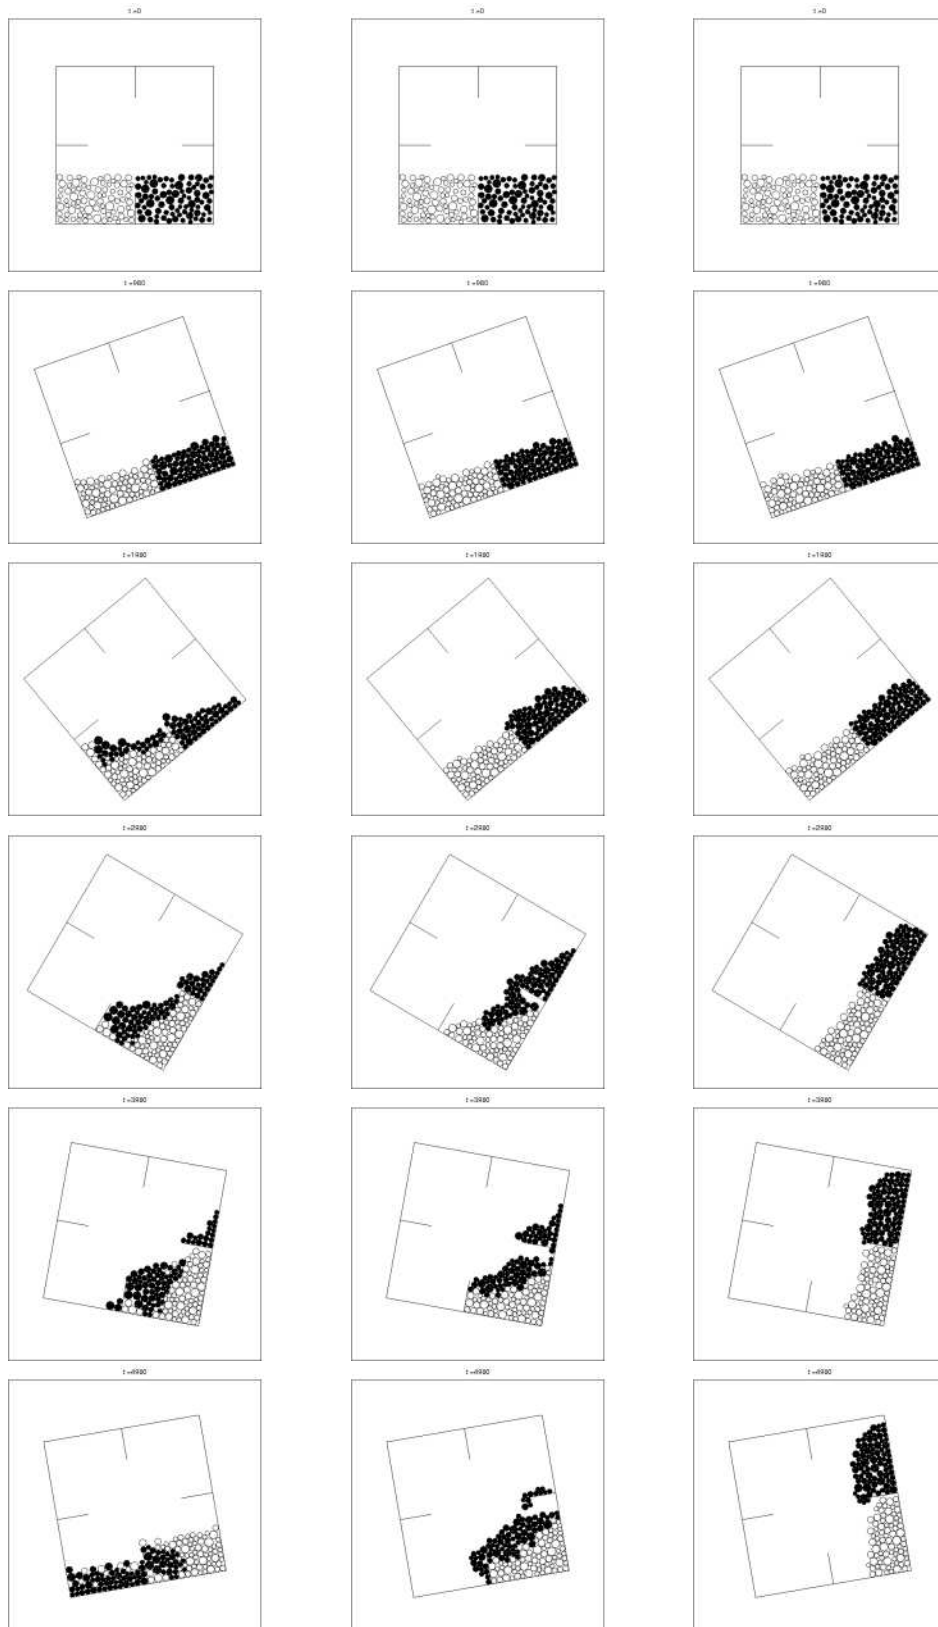 t =0 t =0 t =0
t =980 t =980 t =980
t =1980 t =1980 t =1980
t =2980 t =2980 t =2980
t =3980 t =3980 t =3980
t =4980 t =4980 t =4980